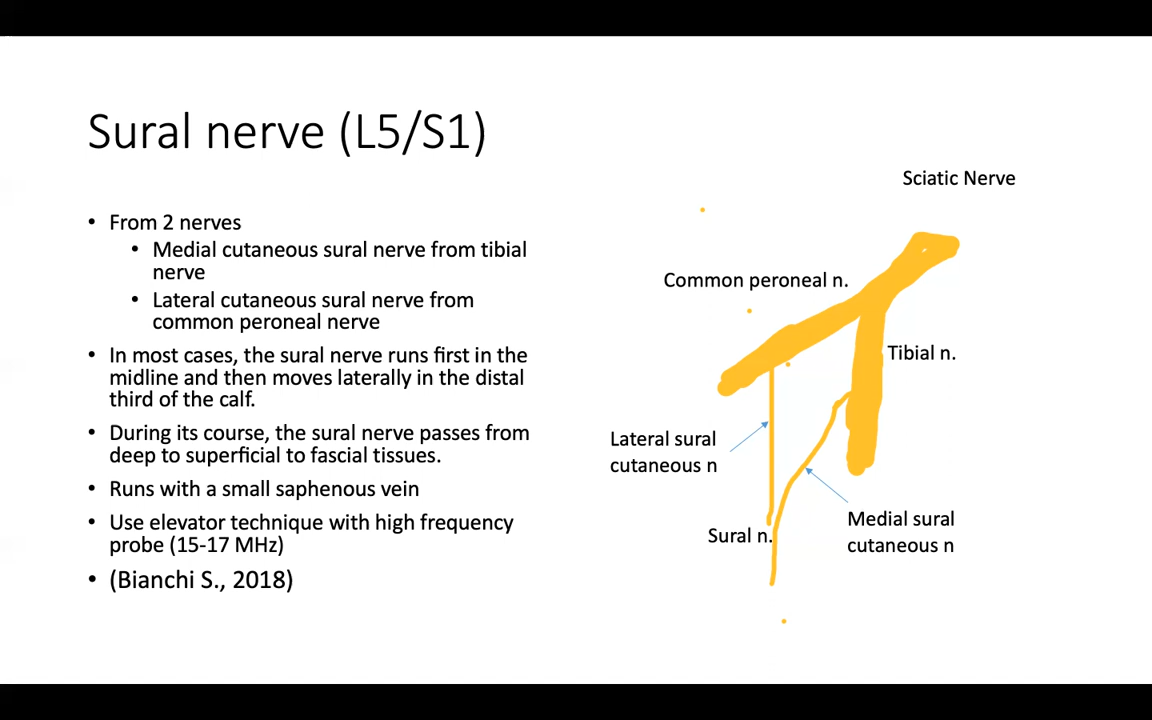 Sural nerve (L5/S1)
• From 2 nerves
• Medial cutaneous sural nerve from tibial
nerve
• Lateral cutaneous sural nerve from
common peroneal nerve
• In most cases, the sural nerve runs first in the
midline and then moves laterally in the distal
third of the calf.
• During its course, the sural nerve passes from
deep to superficial to fascial tissues.
• Runs with a small saphenous vein
• Use elevator technique with high frequency
probe (15-17 MHz)
• (Bianchi S., 2018)
Sciatic Nerve
Common peroneal n.
Tibial n.
Lateral sural
cutaneous n
Sural n.
Medial sural
cutaneous n